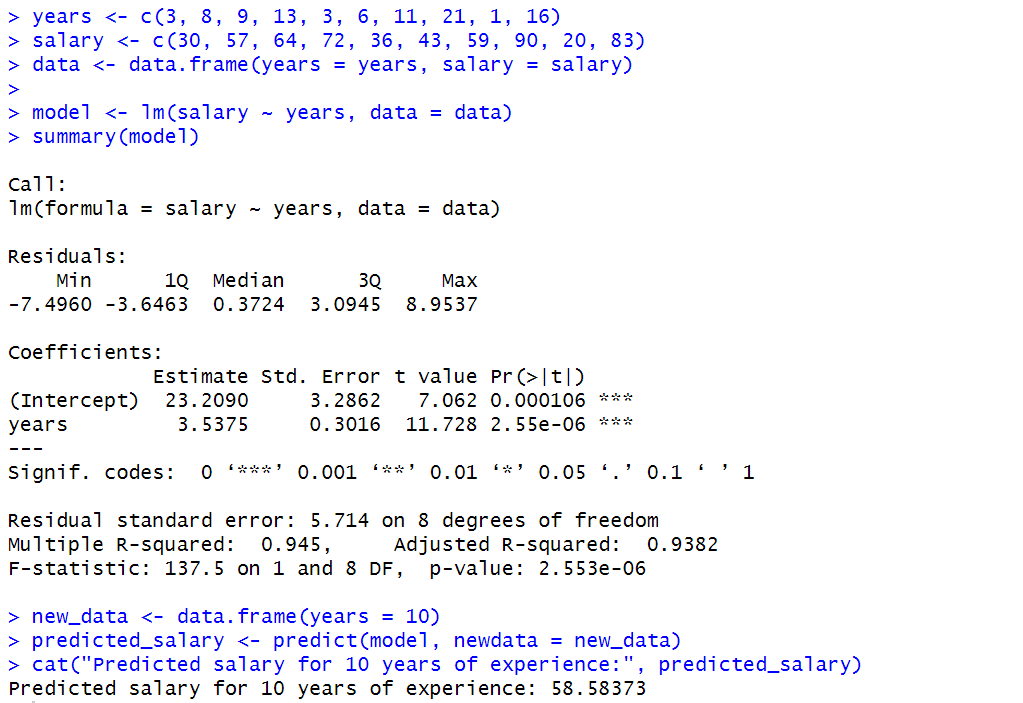 > years <- c(3, 8, 9, 13, 3, 6, 11, 21, 1, 16)
> salary <- c(30, 57, 64, 72, 36, 43, 59, 90, 20, 83)
> data <- data.frame(years = years, salary = salary)
>
> model <- lm(salary ~ years, data = data)
> summary(model)

Call:
lm(formula = salary ~ years, data = data)

Residuals:
    Min      1Q  Median      3Q     Max
-7.4960 -3.6463  0.3724  3.0945  8.9537

Coefficients:
            Estimate Std. Error t value Pr(>|t|)
(Intercept)  23.2090     3.2862   7.062 0.000106 ***
years         3.5375     0.3016  11.728 2.55e-06 ***
---
Signif. codes:  0 ‘***’ 0.001 ‘**’ 0.01 ‘*’ 0.05 ‘.’ 0.1 ‘ ’ 1

Residual standard error: 5.714 on 8 degrees of freedom
Multiple R-squared:  0.945,     Adjusted R-squared:  0.9382
F-statistic: 137.5 on 1 and 8 DF,  p-value: 2.553e-06

> new_data <- data.frame(years = 10)
> predicted_salary <- predict(model, newdata = new_data)
> cat("Predicted salary for 10 years of experience:", predicted_salary)
Predicted salary for 10 years of experience: 58.58373